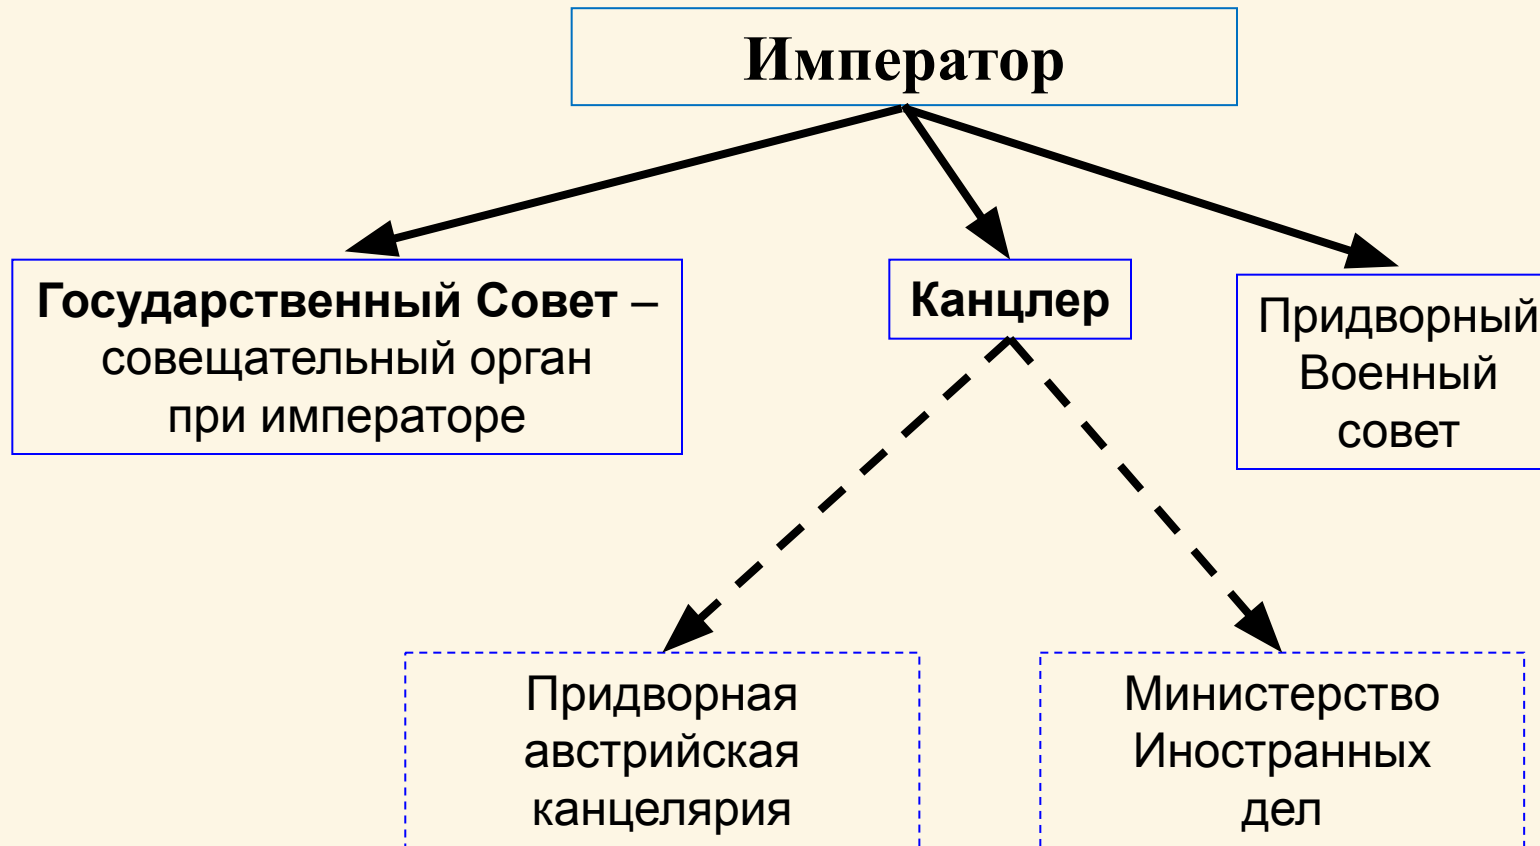 Император
Государственный Совет –
совещательный орган
при императоре
Канцлер
Придворный
Военный
совет
Придворная
австрийская
канцелярия
Министерство
Иностранных
дел